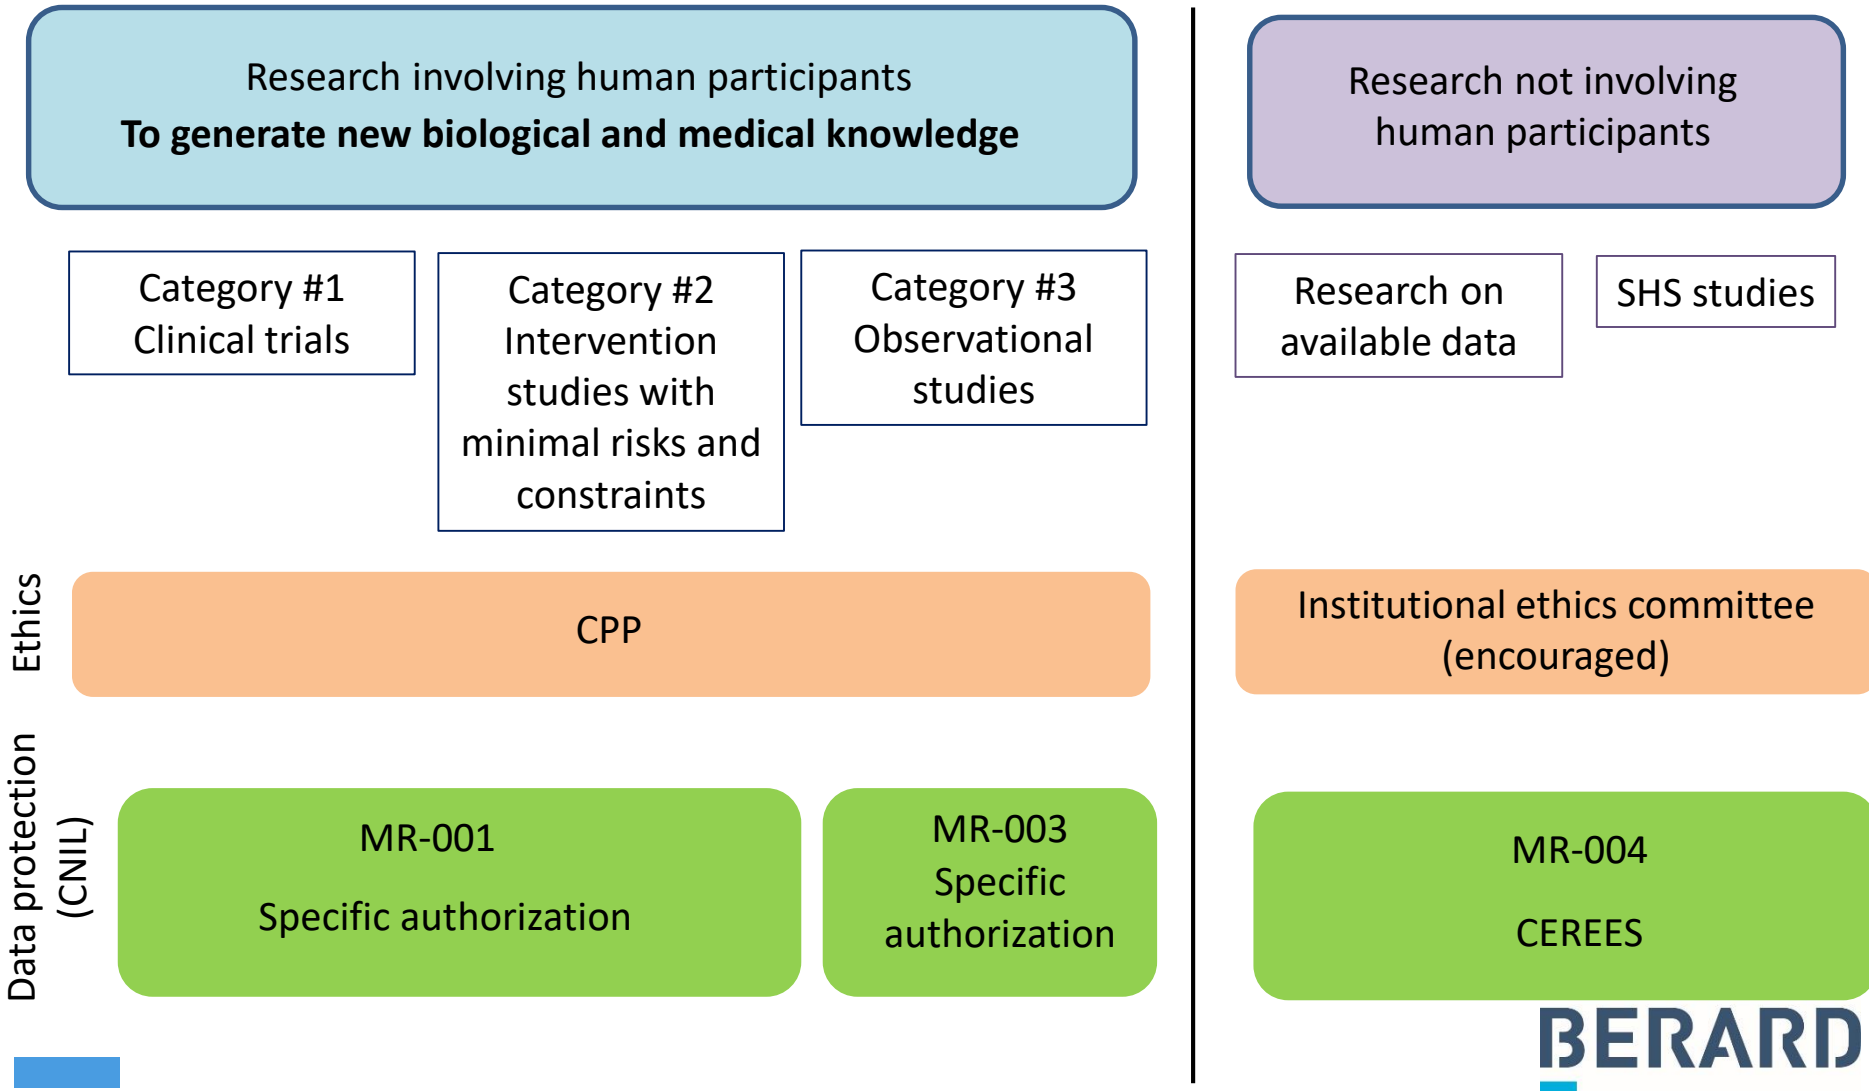 Research involving human participants
To generate new biological and medical knowledge
Research not involving
human participants
Category #1
Clinical trials
Category #2
Intervention
studies with
minimal risks and
constraints
Category #3
Observational
studies
Research on
available data
SHS studies
Ethics
CPP
Institutional ethics committee
(encouraged)
Data protection
(CNIL)
MR-001
Specific authorization
MR-003
Specific
authorization
MR-004
CEREES
BERARD